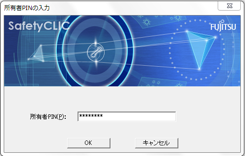 所有者PINの入力
SafetyCLIC
FUJITSU
所有者PIN(P):
********
OK
キャンセル